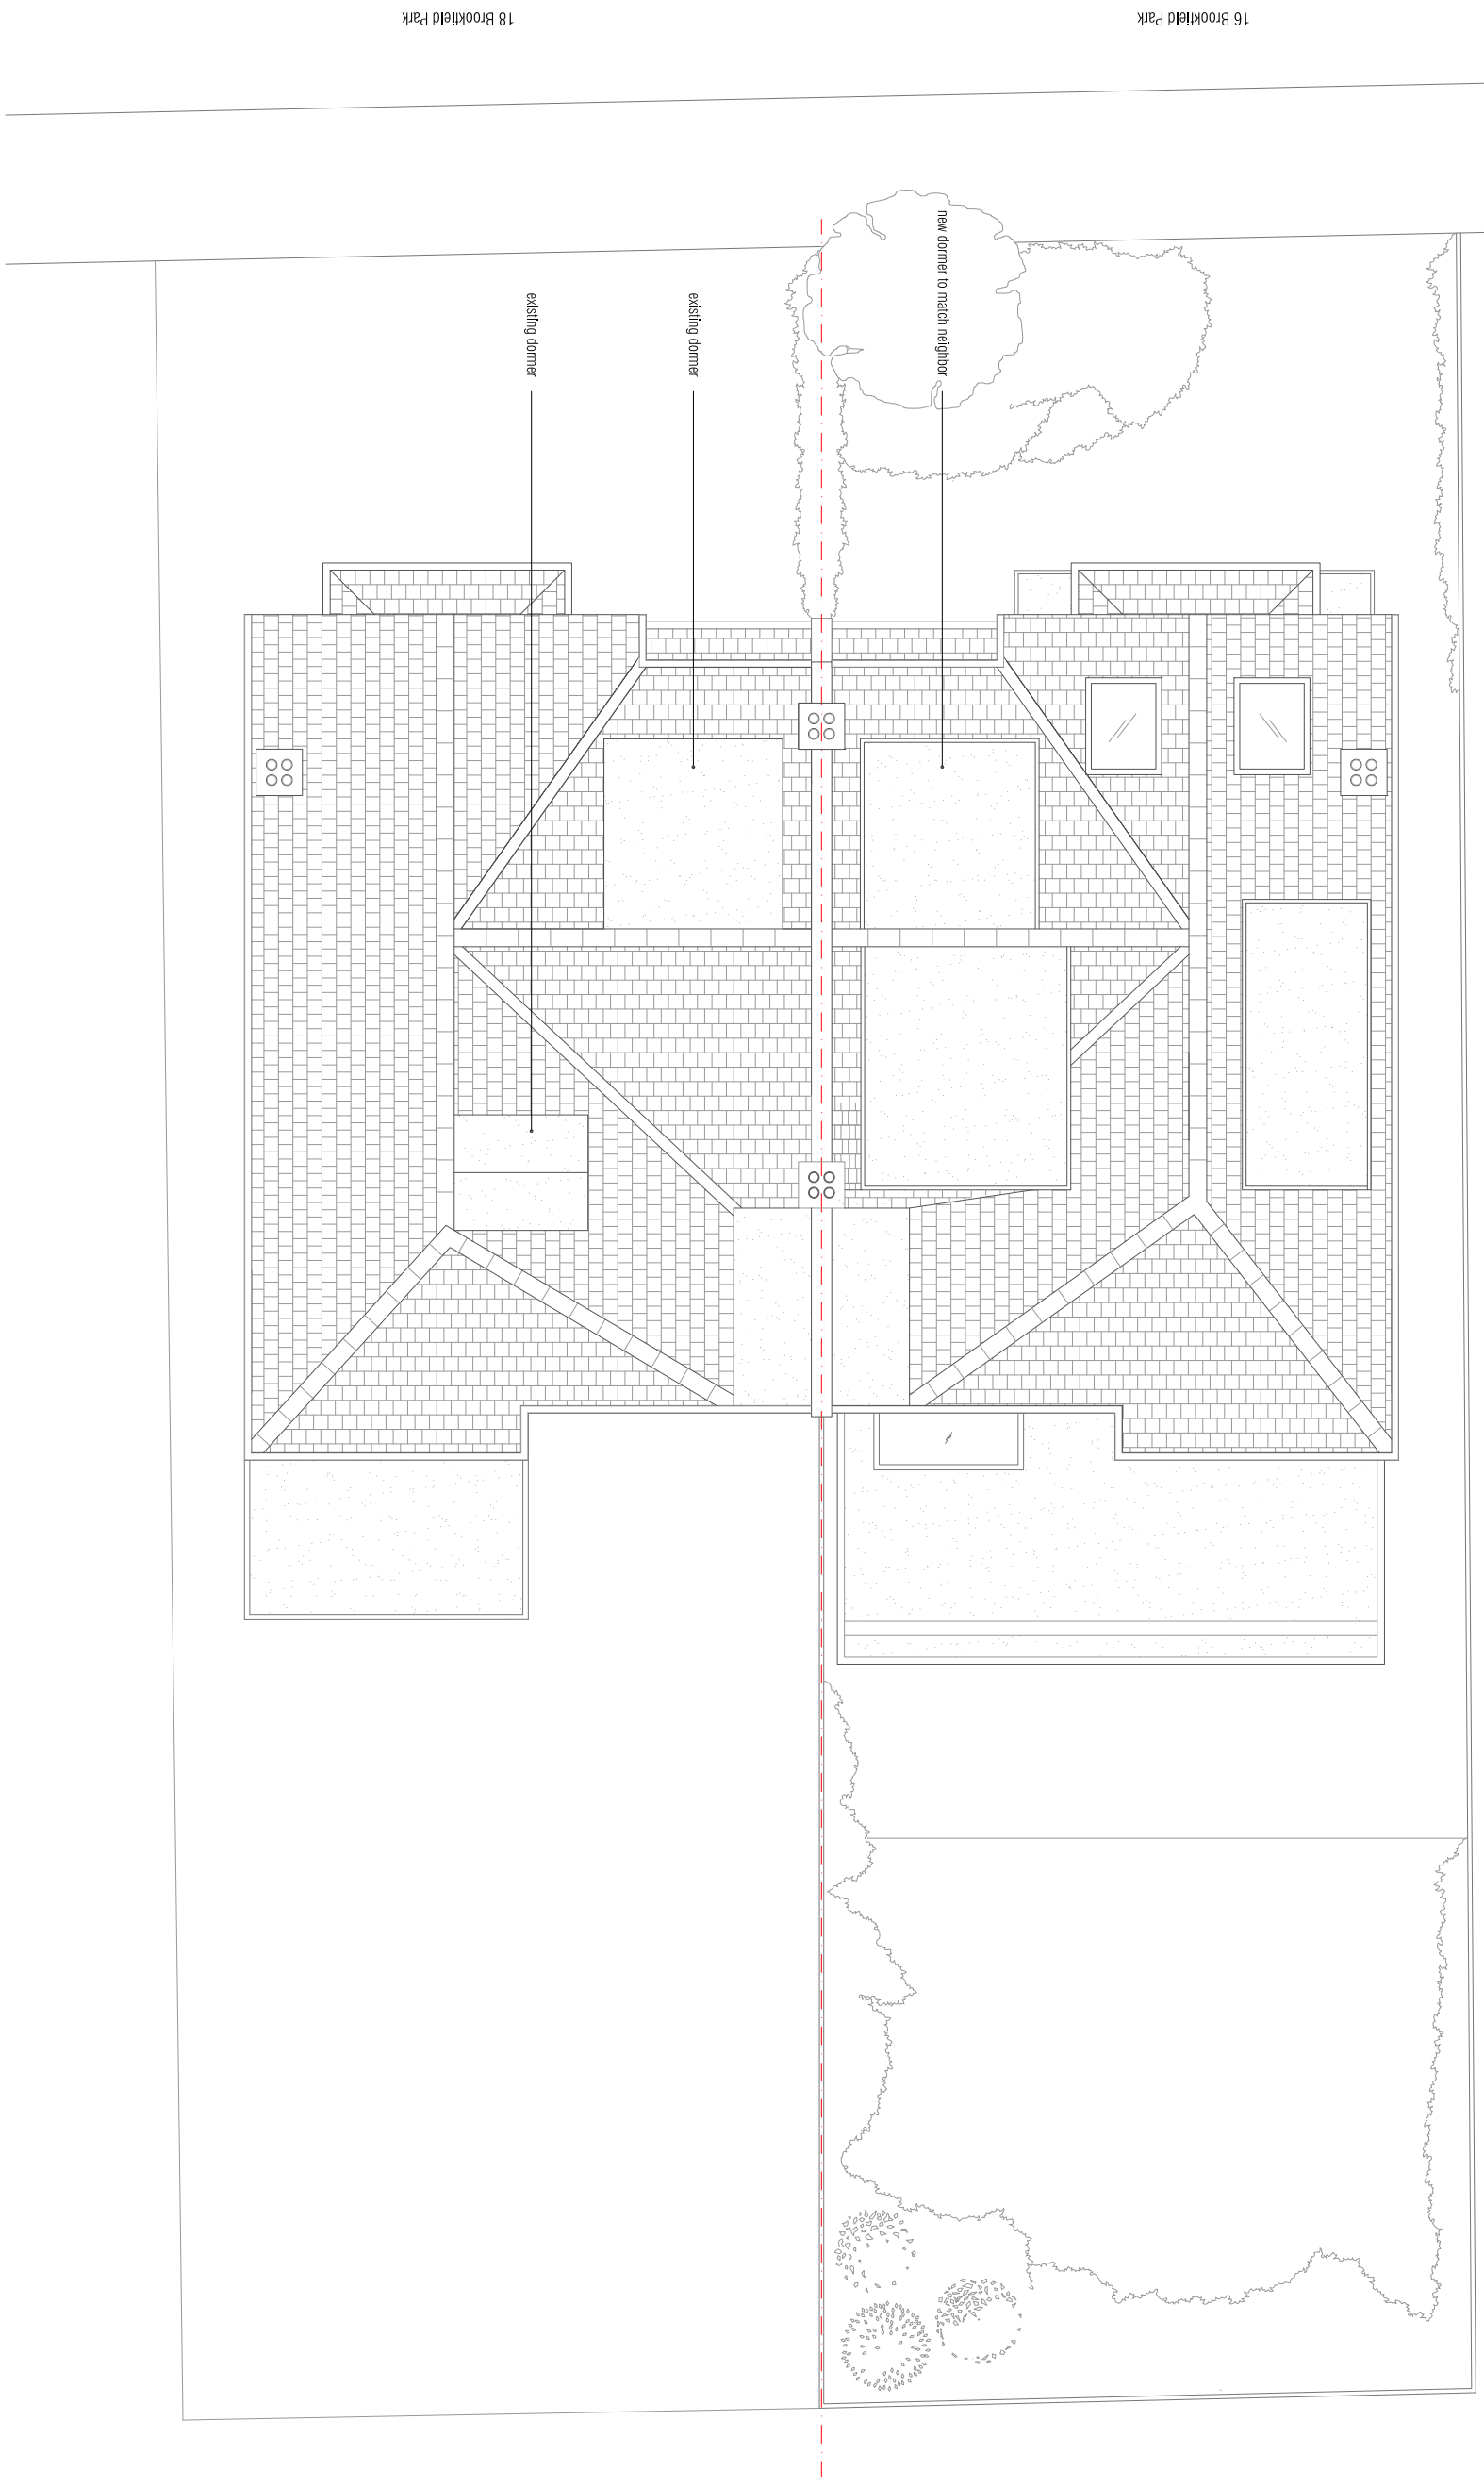 18 Brookfield Park
16 Brookfield Park
existing dormer
existing dormer
new dormer to match neighbor